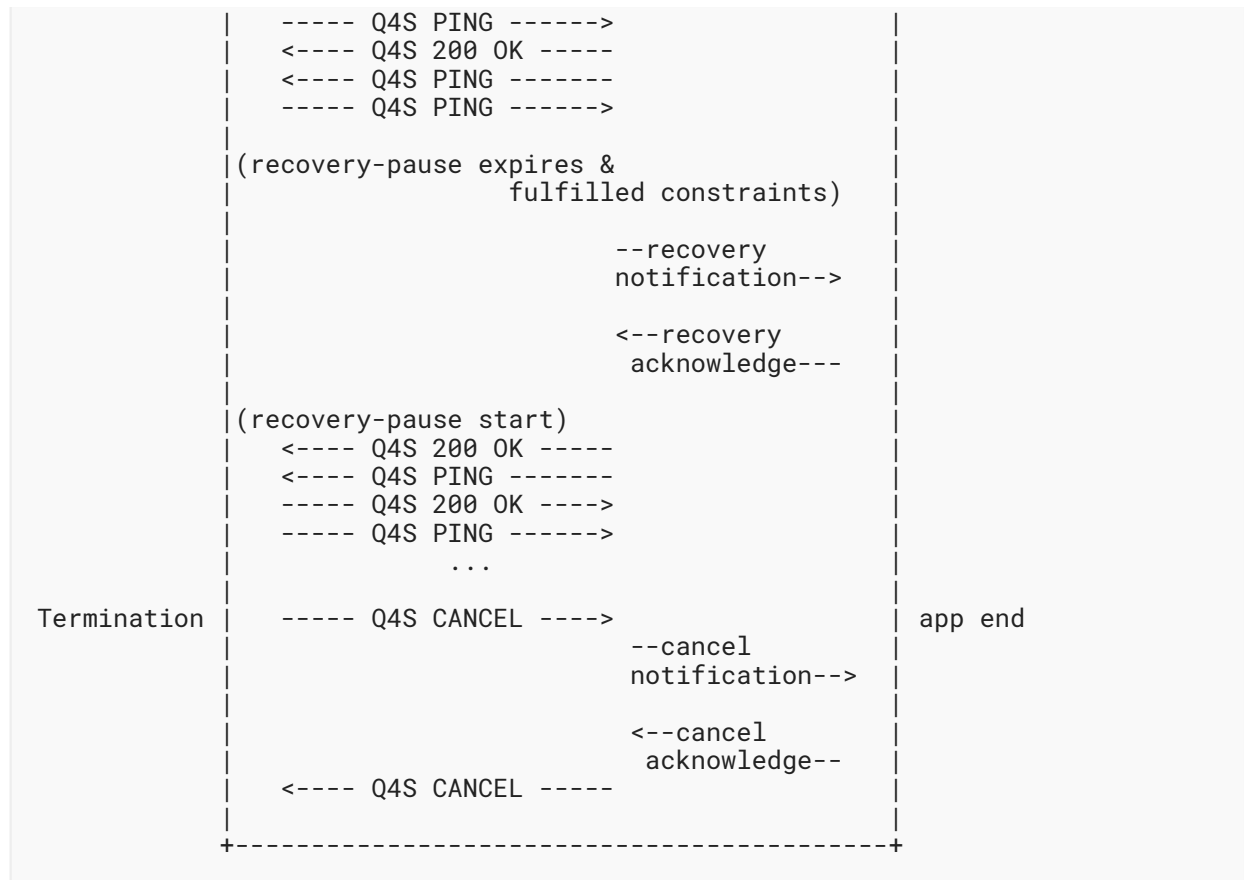 |   ----- Q4S PING ------>                   |
|   <---- Q4S 200 OK -----                   |
|   <---- Q4S PING -------                   |
|   ----- Q4S PING ------>                   |
|                                            |
|(recovery-pause expires &                   |
|                   fulfilled constraints)   |
|                                            |
|                          --recovery        |
|                          notification-->   |
|                                            |
|                          <--recovery       |
|                           acknowledge---   |
|                                            |
|(recovery-pause start)                      |
|   <---- Q4S 200 OK -----                   |
|   <---- Q4S PING -------                   |
|   ----- Q4S 200 OK ---->                   |
|   ----- Q4S PING ------>                   |
|              ...                           |
|                                            |
Termination |   ----- Q4S CANCEL ---->                   | app end
|                           --cancel         |
|                           notification-->  |
|                                            |
|                           <--cancel        |
|                            acknowledge--   |
|   <---- Q4S CANCEL -----                   |
|                                            |
+--------------------------------------------+